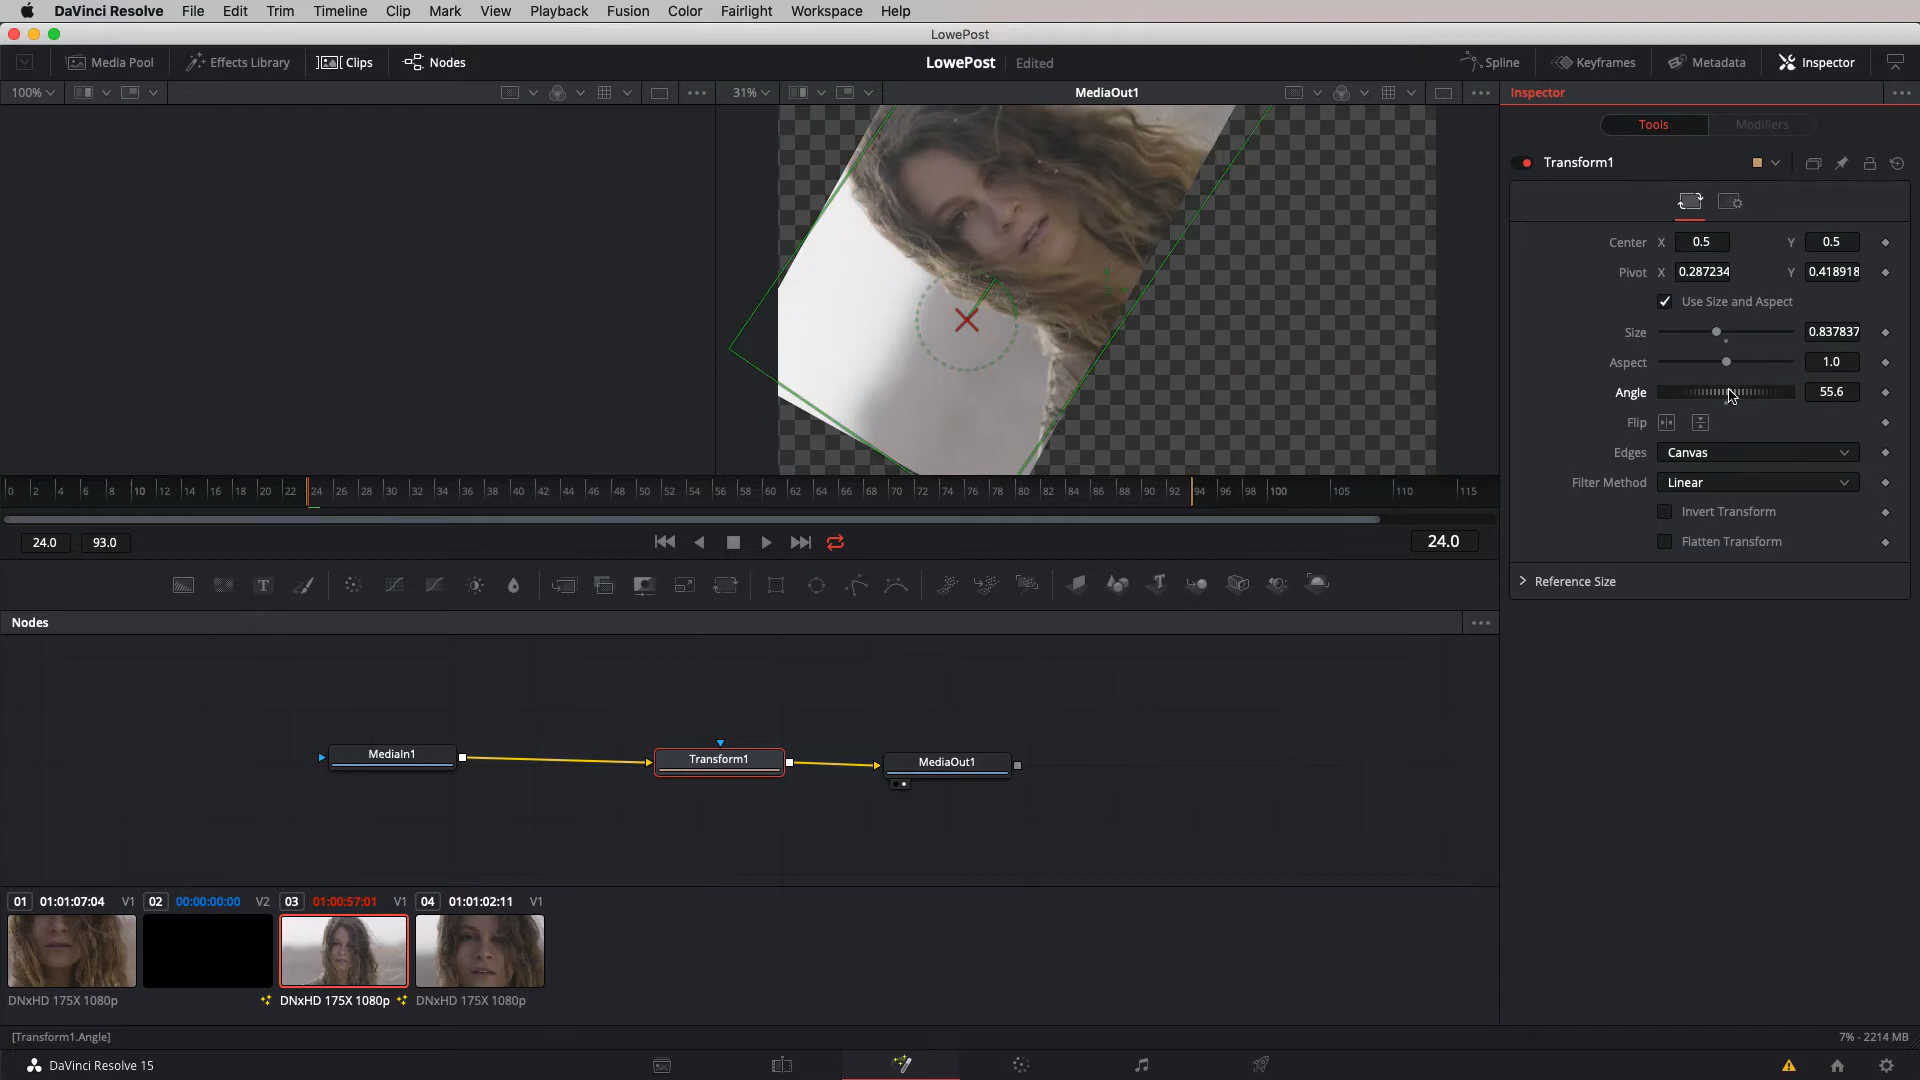 DaVinci Resolve File Edit Trim Timeline Clip Mark View Playback Fusion Color Fairlight Workspace Help
LowePost
Media Pool Effects Library Clips Nodes LowePost Edited Spline Keyframes Metadata Inspector
100% 31% MediaOut1 Inspector
Tools Modifiers
Transform1
Center X 0.5 Y 0.5
Pivot X 0.287234 Y 0.418918
Use Size and Aspect
Size 0.837837
Aspect 1.0
Angle 55.6
Flip
Edges Canvas
Filter Method Linear
Invert Transform
Flatten Transform
Reference Size
0 2 4 6 8 10 12 14 16 18 20 22 24 26 28 30 32 34 36 38 40 42 44 46 48 50 52 54 56 58 60 62 64 66 68 70 72 74 76 78 80 82 84 86 88 90 92 94 96 98 100 105 110 115
24.0 93.0 24.0
Nodes
MediaIn1 Transform1 MediaOut1
01 01:01:07:04 V1 02 00:00:00:00 V2 03 01:00:57:01 V1 04 01:01:02:11 V1
DNxHD 175X 1080p DNxHD 175X 1080p DNxHD 175X 1080p
[Transform1.Angle] 7% - 2214 MB
DaVinci Resolve 15